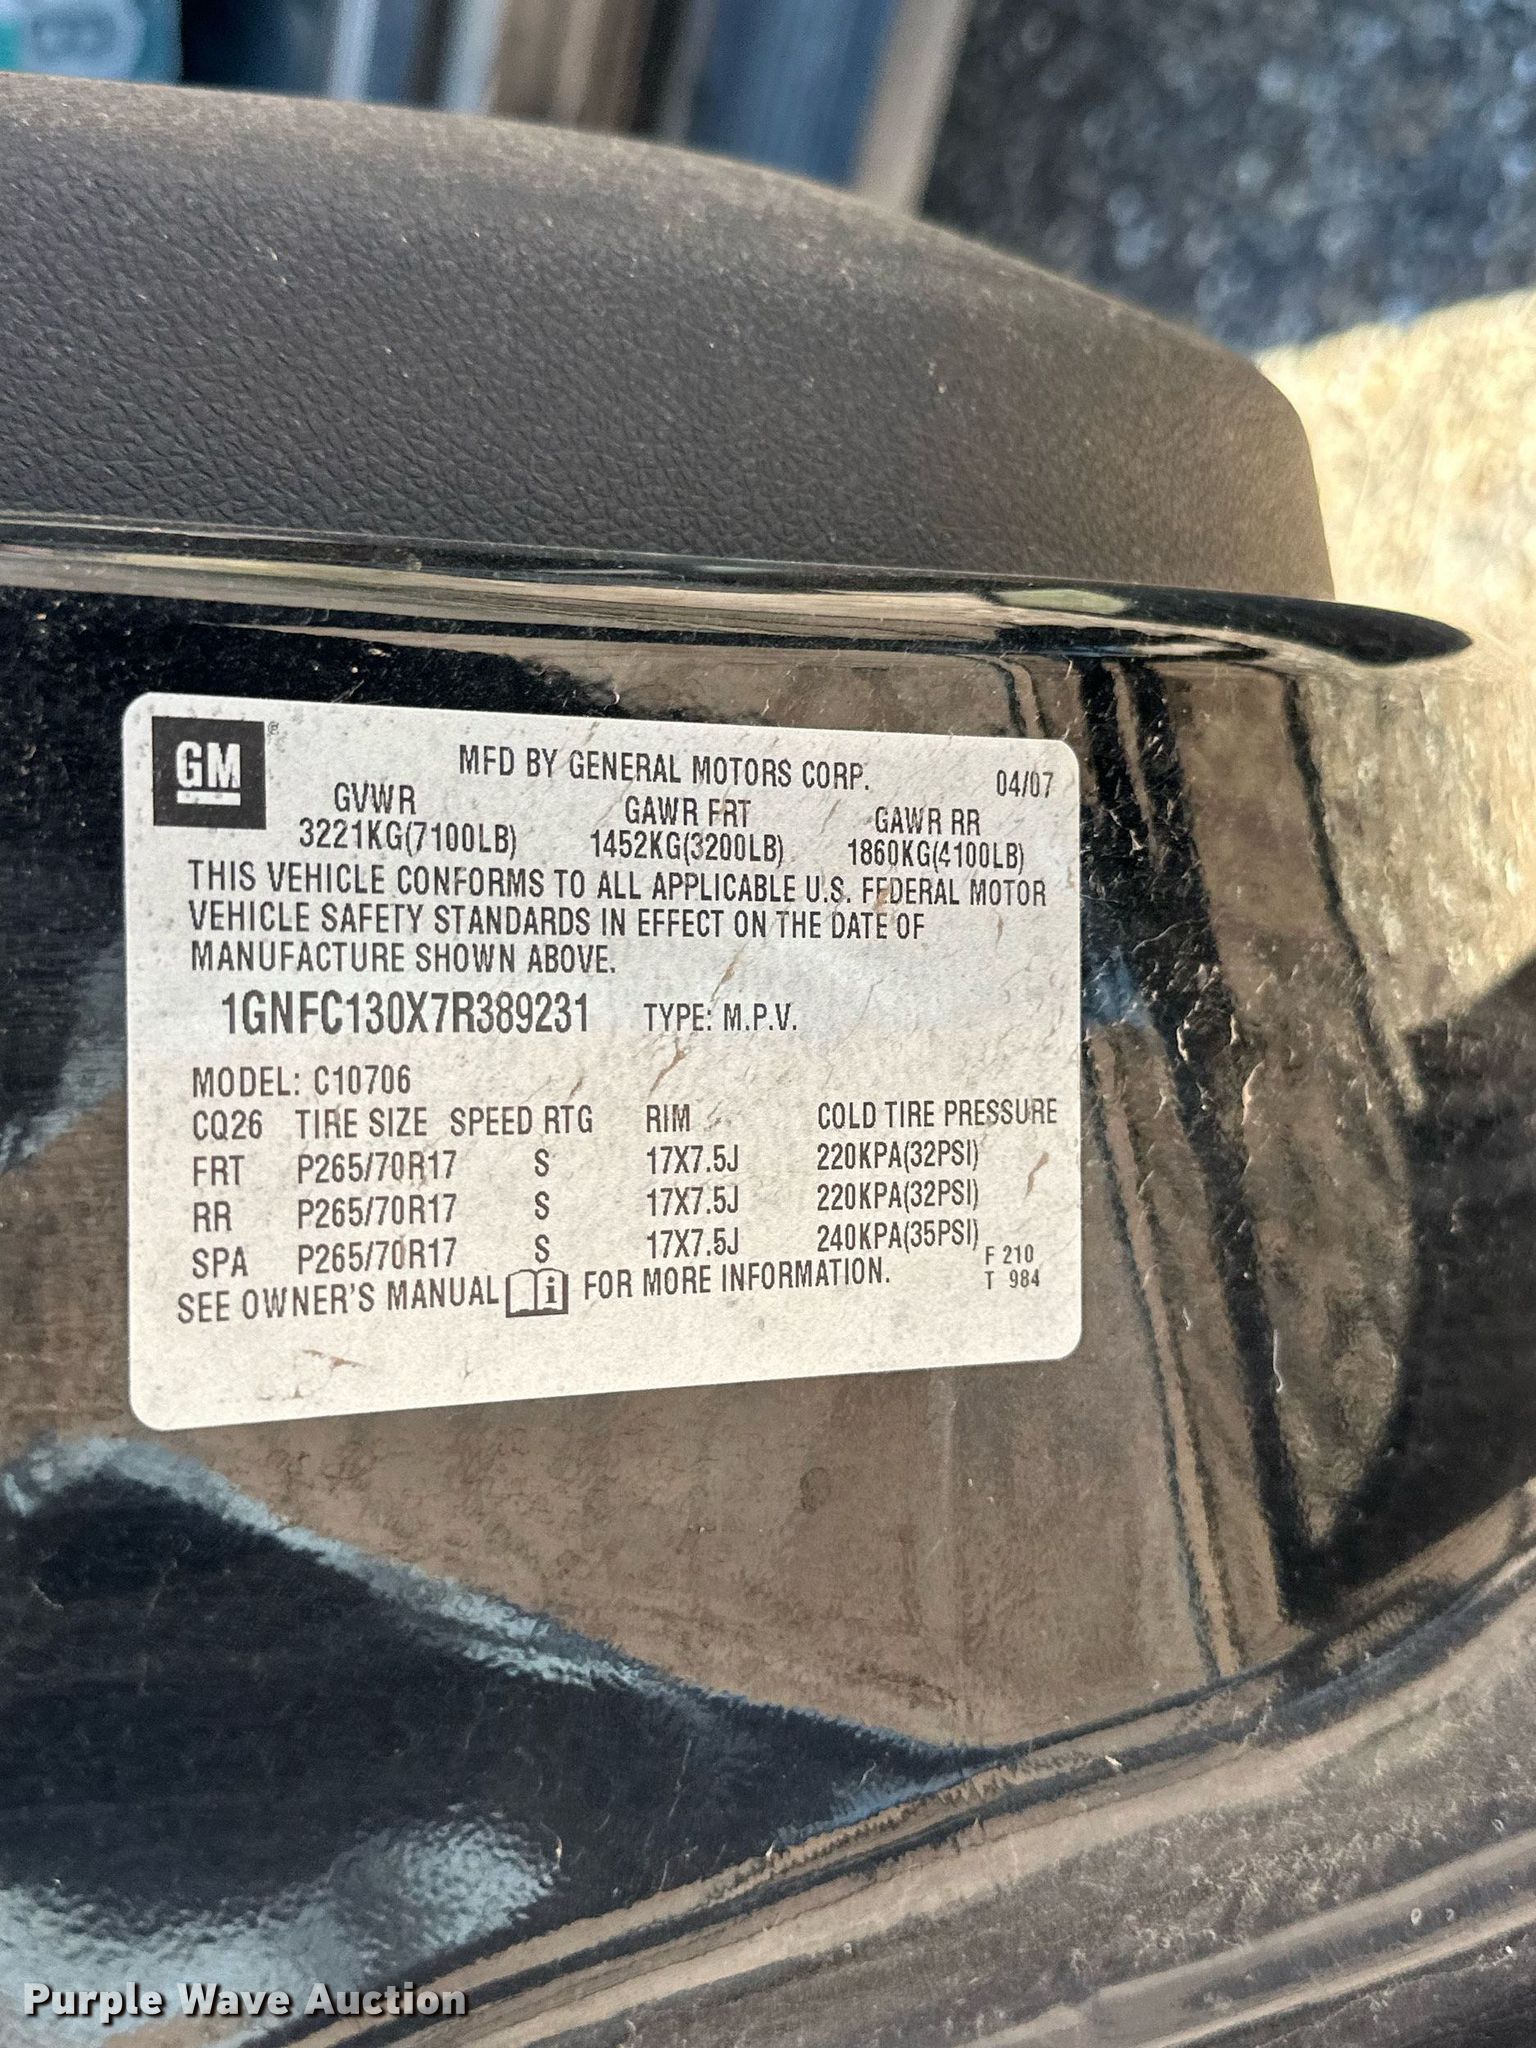 GM ®
MFD BY GENERAL MOTORS CORP. 04/07
GVWR GAWR FRT GAWR RR
3221KG(7100LB) 1452KG(3200LB) 1860KG(4100LB)
THIS VEHICLE CONFORMS TO ALL APPLICABLE U.S. FEDERAL MOTOR
VEHICLE SAFETY STANDARDS IN EFFECT ON THE DATE OF
MANUFACTURE SHOWN ABOVE.
1GNFC130X7R389231 TYPE: M.P.V.
MODEL: C10706
CQ26 TIRE SIZE SPEED RTG RIM COLD TIRE PRESSURE
FRT P265/70R17 S 17X7.5J 220KPA(32PSI)
RR P265/70R17 S 17X7.5J 220KPA(32PSI)
SPA P265/70R17 S 17X7.5J 240KPA(35PSI)
SEE OWNER'S MANUAL i FOR MORE INFORMATION.
F 210
T 984
Purple Wave Auction